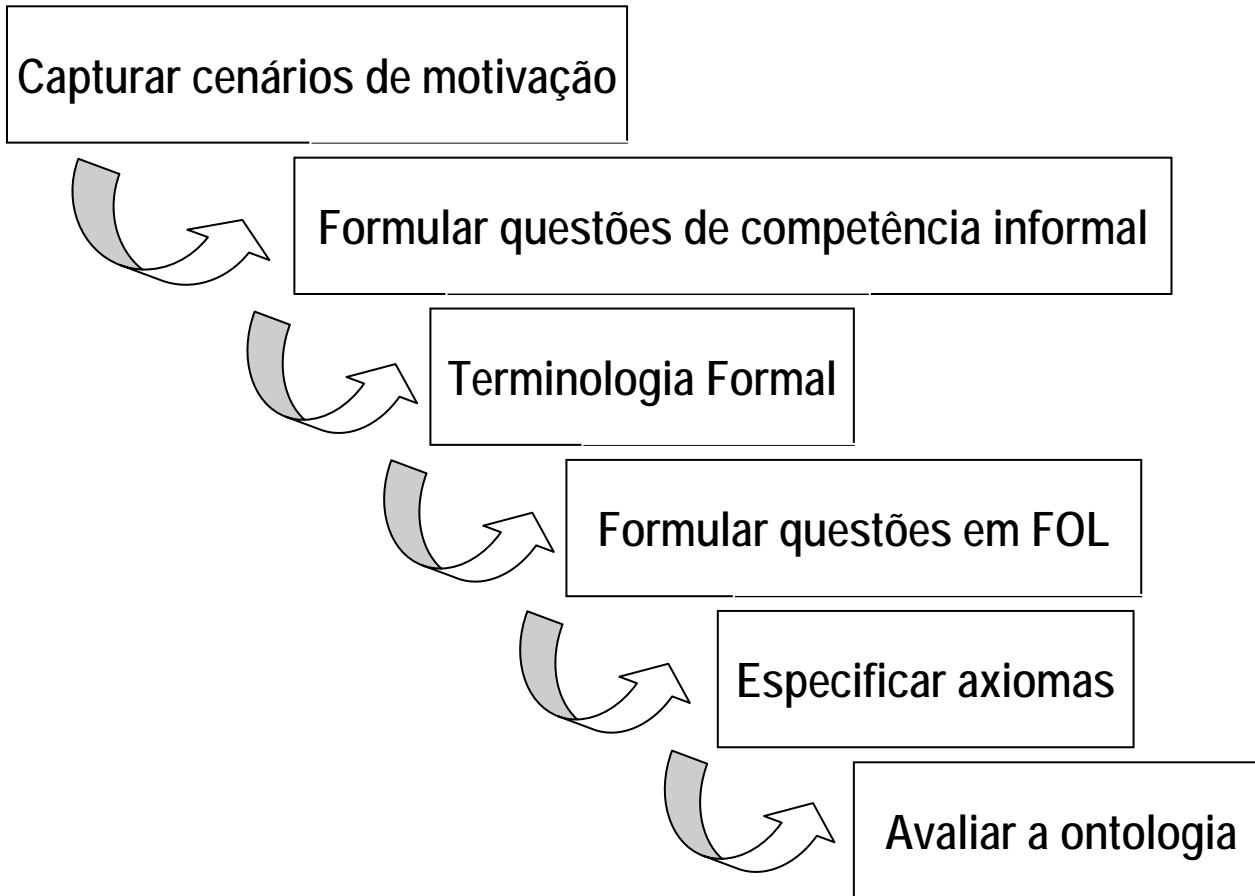 Capturar cenários de motivação
Formular questões de competência informal
Terminologia Formal
Formular questões em FOL
Especificar axiomas
Avaliar a ontologia